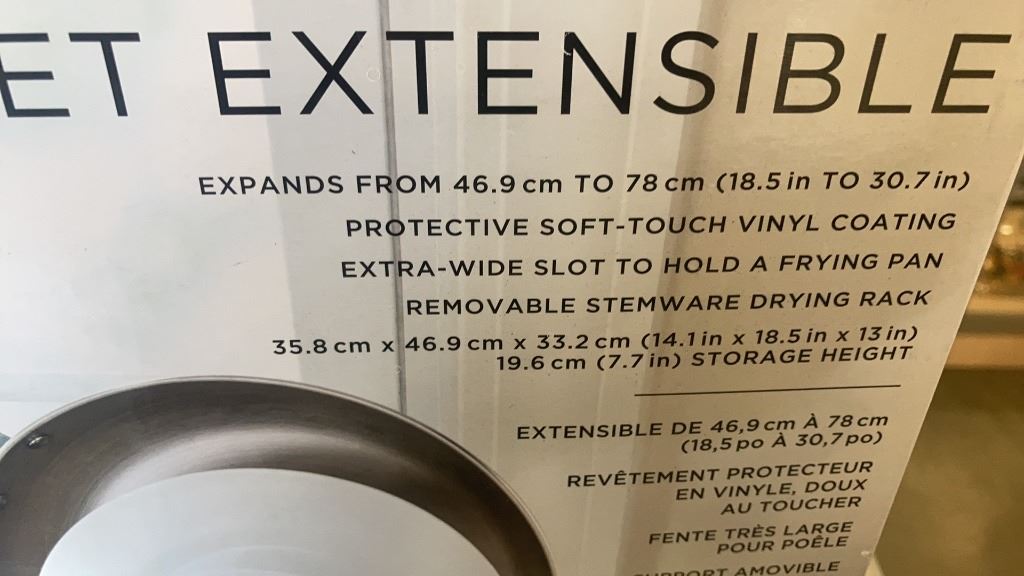 ET EXTENSIBLE
EXPANDS FROM 46.9 cm TO 78 cm (18.5 in TO 30.7 in)
PROTECTIVE SOFT-TOUCH VINYL COATING
EXTRA-WIDE SLOT TO HOLD A FRYING PAN
REMOVABLE STEMWARE DRYING RACK
35.8 cm x 46.9 cm x 33.2 cm (14.1 in x 18.5 in x 13 in)
19.6 cm (7.7 in) STORAGE HEIGHT
EXTENSIBLE DE 46,9 cm À 78 cm
(18,5 po À 30,7 po)
REVÊTEMENT PROTECTEUR
EN VINYLE, DOUX
AU TOUCHER
FENTE TRÈS LARGE
POUR POÊLE
AMOVIBLE